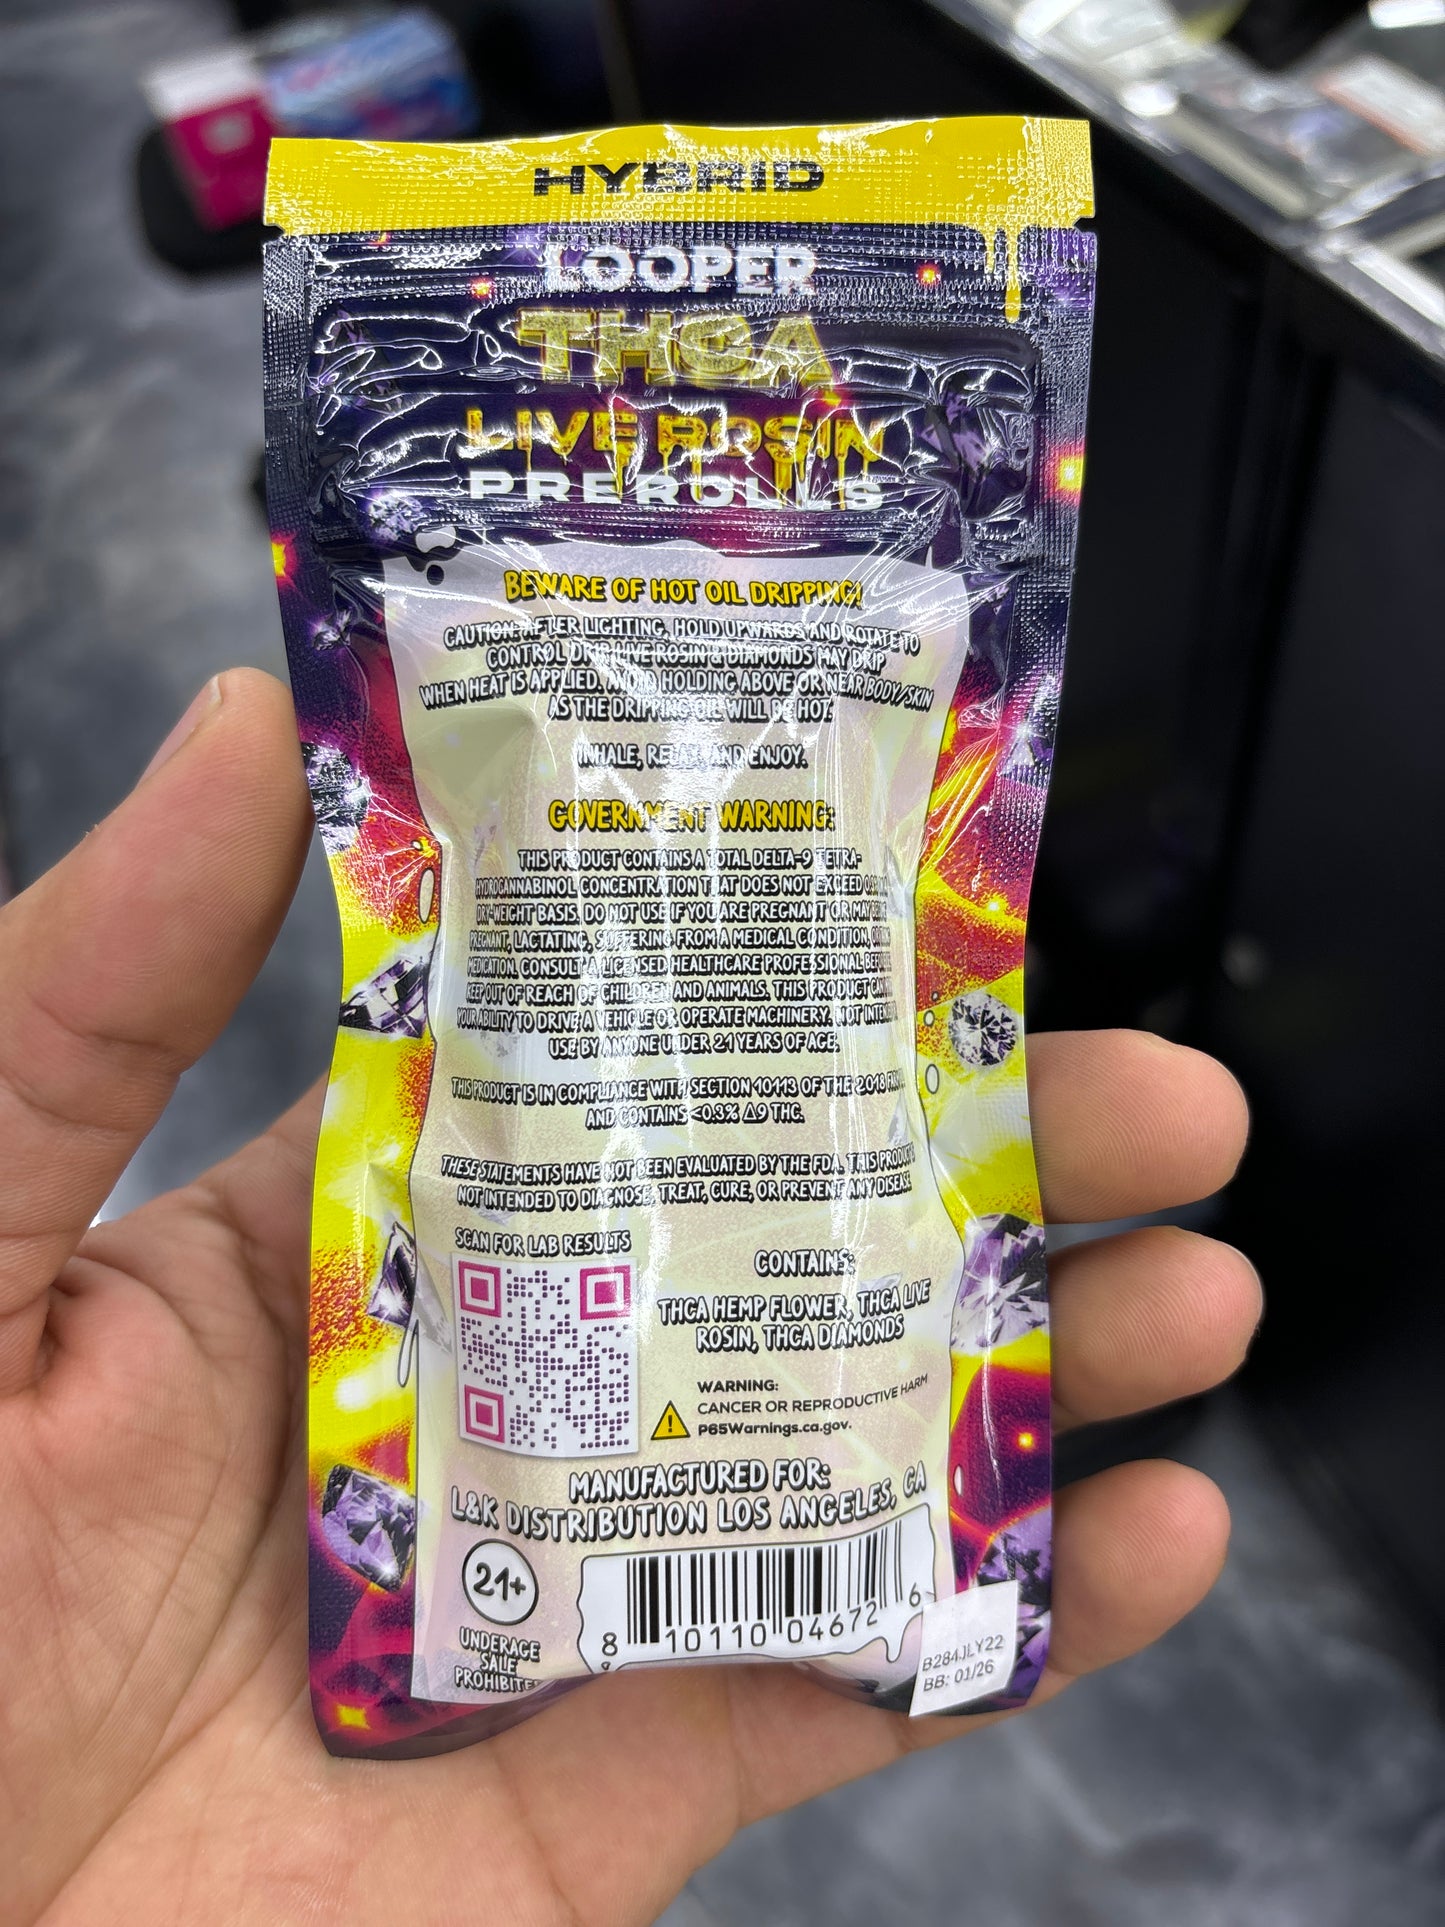 HYBRID
LOOPER
THCA
LIVE ROSIN
PREROLLS
BEWARE OF HOT OIL DRIPPING!
CAUTION: AFTER LIGHTING, HOLD UPWARDS AND ROTATE TO
CONTROL DRIP. LIVE ROSIN & DIAMONDS MAY DRIP
WHEN HEAT IS APPLIED. AVOID HOLDING ABOVE OR NEAR BODY/SKIN
AS THE DRIPPING OIL WILL BE HOT.
INHALE, RELAX, AND ENJOY.
GOVERNMENT WARNING:
THIS PRODUCT CONTAINS A TOTAL DELTA-9 TETRA-
HYDROCANNABINOL CONCENTRATION THAT DOES NOT EXCEED
DRY-WEIGHT BASIS. DO NOT USE IF YOU ARE PREGNANT OR MAY BE
PREGNANT, LACTATING, SUFFERING FROM A MEDICAL CONDITION,
MEDICATION. CONSULT A LICENSED HEALTHCARE PROFESSIONAL BEFORE
KEEP OUT OF REACH OF CHILDREN AND ANIMALS. THIS PRODUCT
YOUR ABILITY TO DRIVE A VEHICLE OR OPERATE MACHINERY. NOT
USE BY ANYONE UNDER 21 YEARS OF AGE.
THIS PRODUCT IS IN COMPLIANCE WITH SECTION 10113 OF THE 2018
AND CONTAINS <0.3% Δ9 THC.
THESE STATEMENTS HAVE NOT BEEN EVALUATED BY THE FDA. THIS PRODUCT
NOT INTENDED TO DIAGNOSE, TREAT, CURE, OR PREVENT ANY DISEASE.
SCAN FOR LAB RESULTS
CONTAINS:
THCA HEMP FLOWER, THCA LIVE
ROSIN, THCA DIAMONDS
WARNING:
CANCER OR REPRODUCTIVE HARM
P65Warnings.ca.gov.
MANUFACTURED FOR:
L&K DISTRIBUTION LOS ANGELES, CA
21+
UNDERAGE
SALE
PROHIBITED
8 10110 04672 6
B284JLY22
BB: 01/26